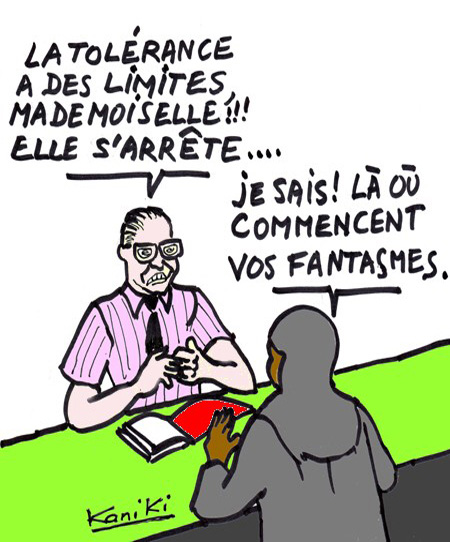 LA TOLÉRANCE
A DES LIMITES,
MADEMOISELLE!!!
ELLE S'ARRÊTE....
JE SAIS! LÀ OÙ
COMMENCENT
VOS FANTASMES.
Kaniki